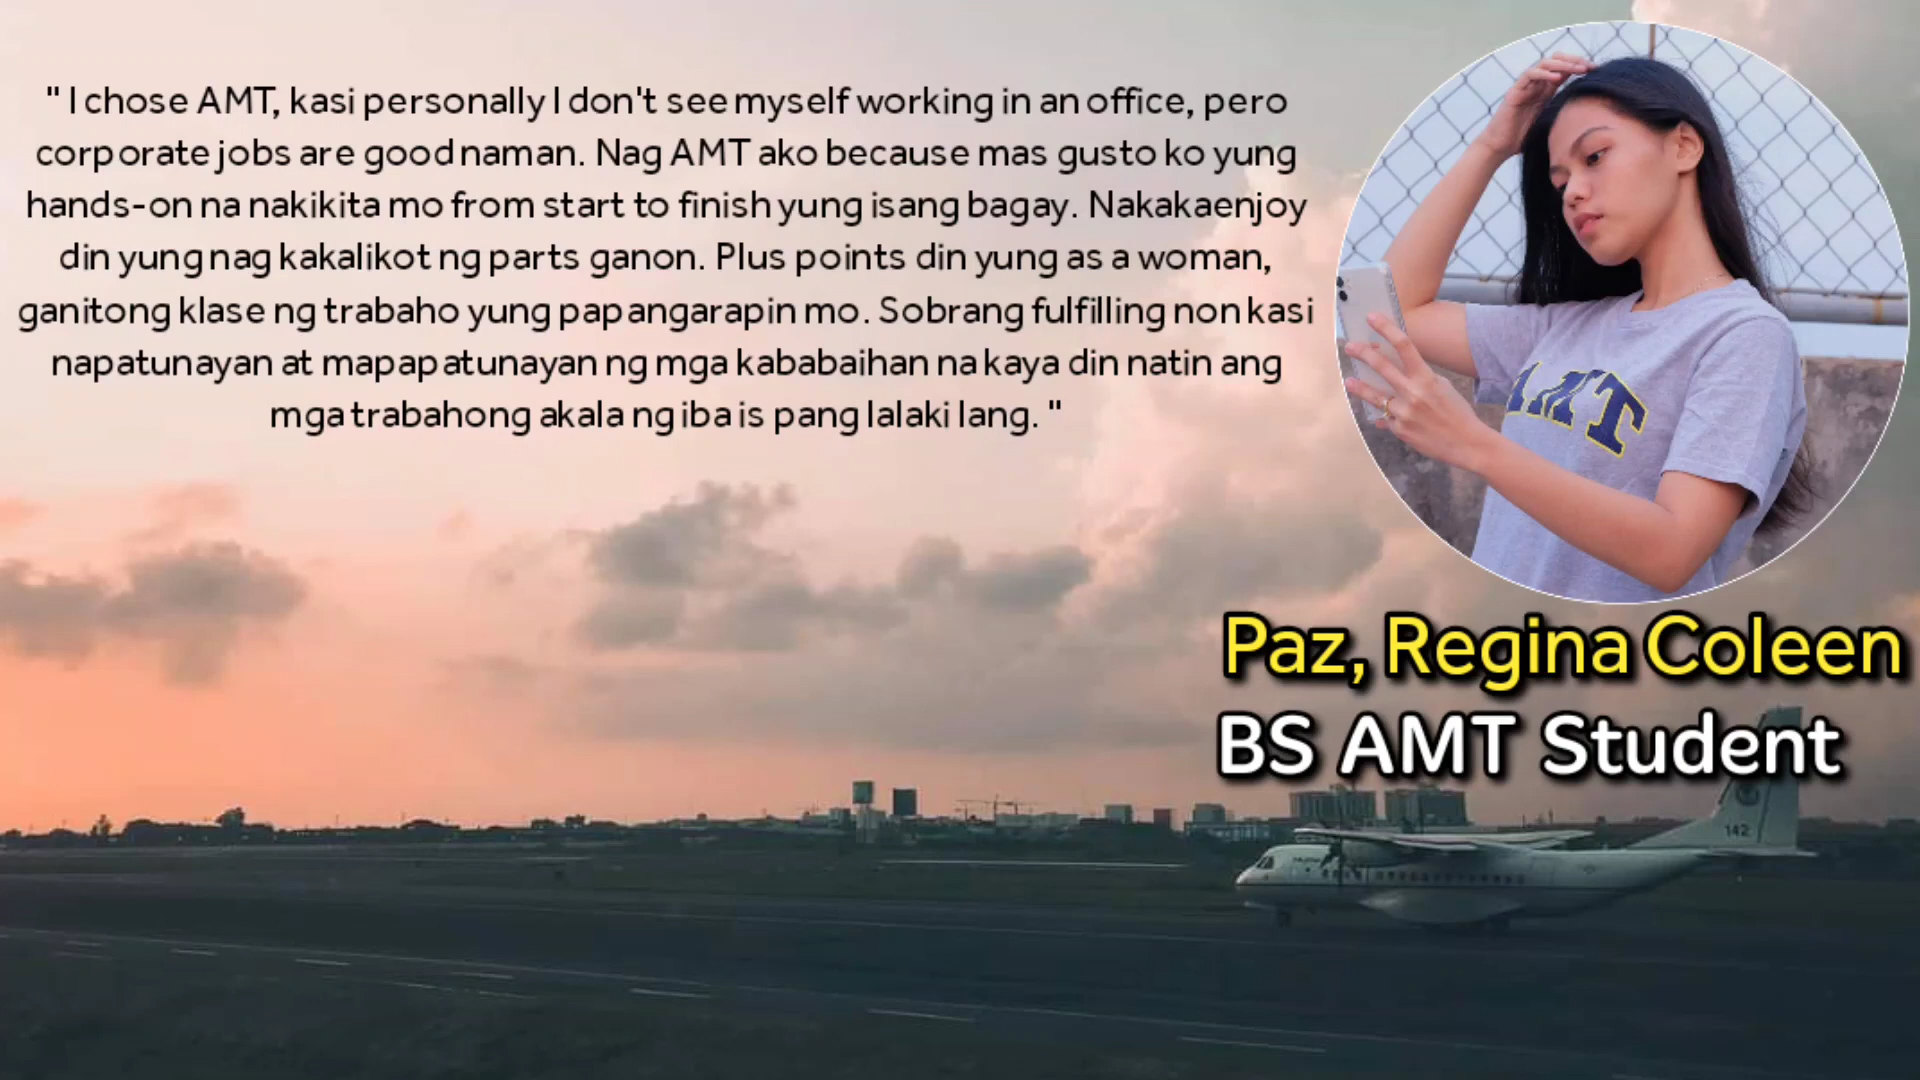 " I chose AMT, kasi personally I don't see myself working in an office, pero
corporate jobs are good naman. Nag AMT ako because mas gusto ko yung
hands-on na nakikita mo from start to finish yung isang bagay. Nakakaenjoy
din yung nag kakalikot ng parts ganon. Plus points din yung as a woman,
ganitong klase ng trabaho yung papangarapin mo. Sobrang fulfilling non kasi
napatunayan at mapapatunayan ng mga kababaihan na kaya din natin ang
mga trabahong akala ng iba is pang lalaki lang. "
AMT
Paz, Regina Coleen
BS AMT Student
142